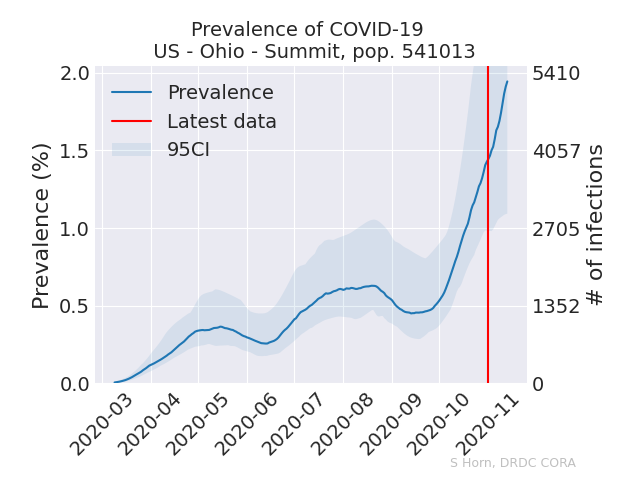 Prevalence of COVID-19
US - Ohio - Summit, pop. 541013
Prevalence
Latest data
95CI
Prevalence (%)
2.0
1.5
1.0
0.5
0.0
5410
4057
2705
1352
0
# of infections
2020-03
2020-04
2020-05
2020-06
2020-07
2020-08
2020-09
2020-10
2020-11
S Horn, DRDC CORA